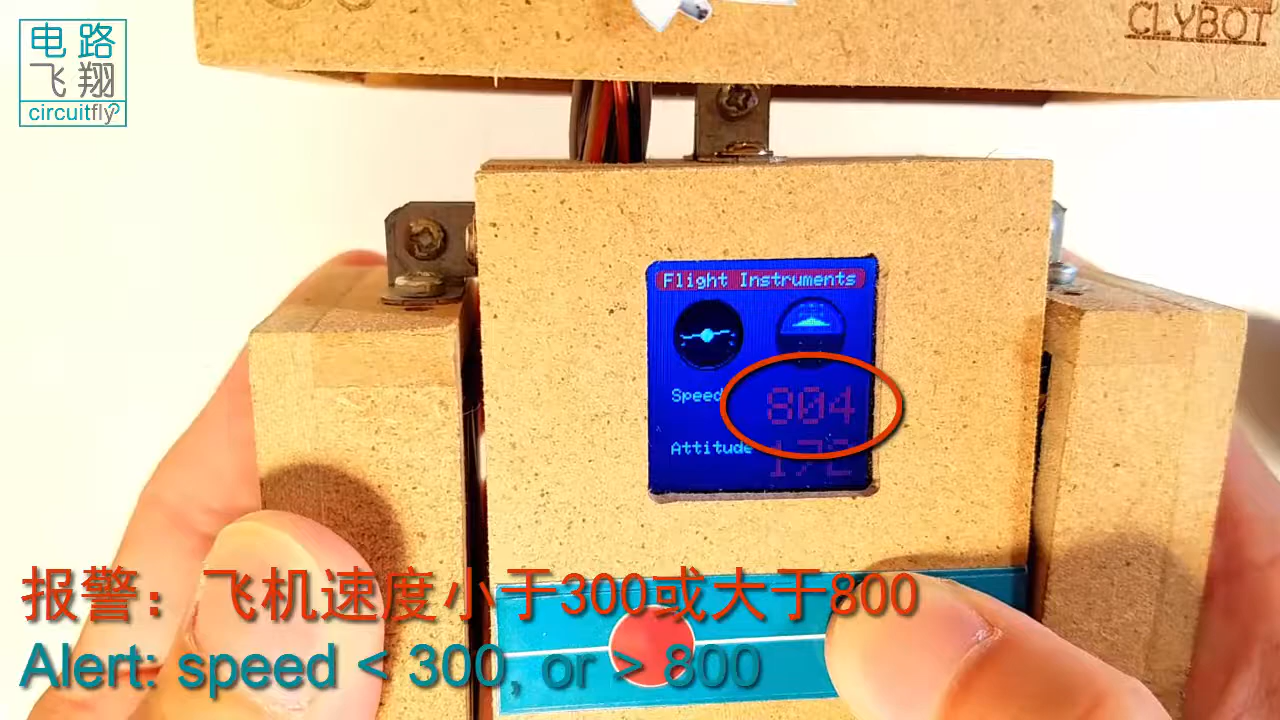 电路
飞翔
circuitfly
CLYBOT
Flight Instruments
Speed
804
Attitude
172
报警：飞机速度小于300或大于800
Alert: speed < 300, or > 800